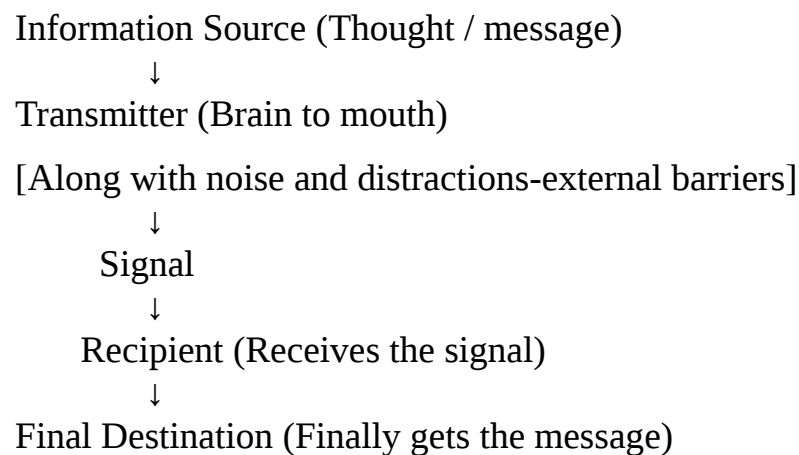 Information Source (Thought / message)
↓
Transmitter (Brain to mouth)
[Along with noise and distractions-external barriers]
↓
Signal
↓
Recipient (Receives the signal)
↓
Final Destination (Finally gets the message)